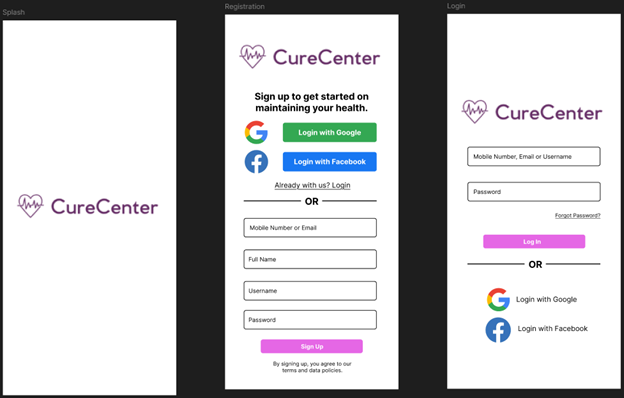 Splash
CureCenter
Registration
CureCenter
Sign up to get started on
maintaining your health.
Login with Google
Login with Facebook
Already with us? Login
OR
Mobile Number or Email
Full Name
Username
Password
Sign Up
By signing up, you agree to our
terms and data policies.
Login
CureCenter
Mobile Number, Email or Username
Password
Forgot Password?
Log In
OR
Login with Google
Login with Facebook